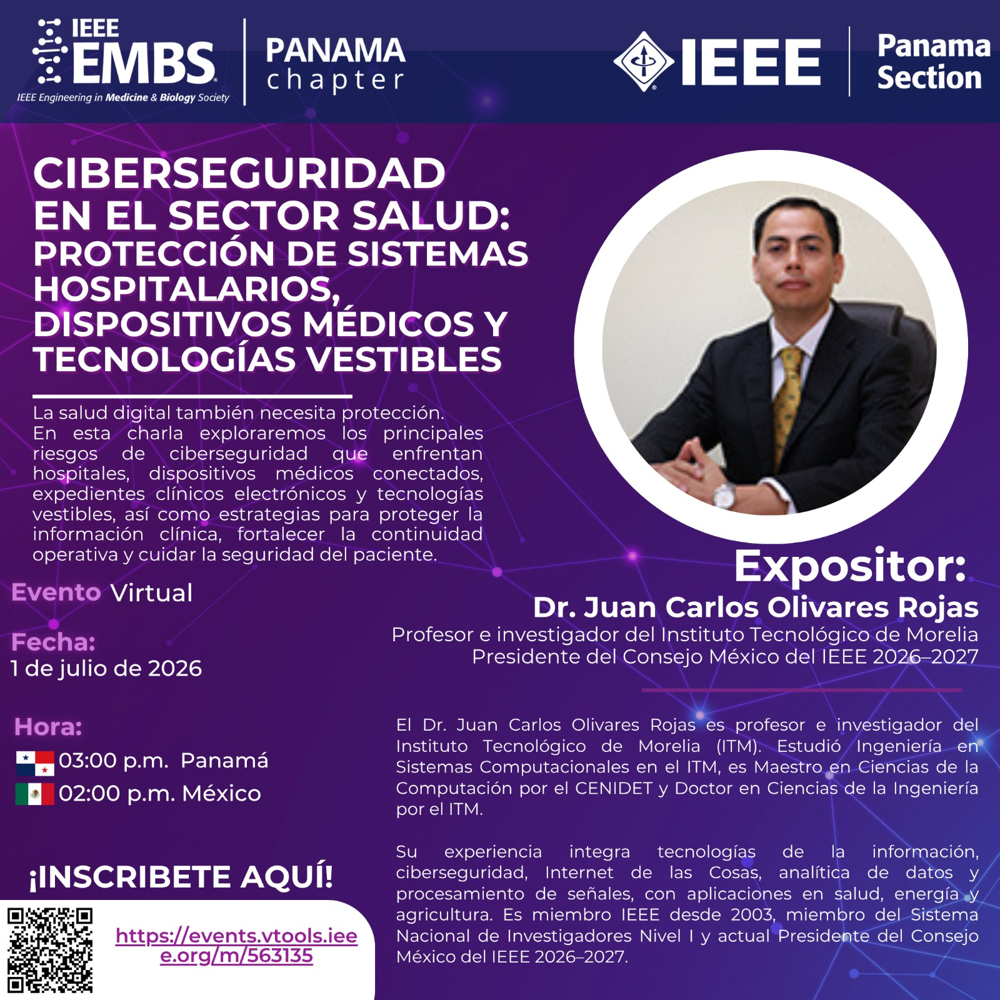 IEEE
EMBS
IEEE Engineering in Medicine & Biology Society
PANAMA
chapter
IEEE
Panama
Section
CIBERSEGURIDAD
EN EL SECTOR SALUD:
PROTECCIÓN DE SISTEMAS
HOSPITALARIOS,
DISPOSITIVOS MÉDICOS Y
TECNOLOGÍAS VESTIBLES
La salud digital también necesita protección.
En esta charla exploraremos los principales
riesgos de ciberseguridad que enfrentan
hospitales, dispositivos médicos conectados,
expedientes clínicos electrónicos y tecnologías
vestibles, así como estrategias para proteger la
información clínica, fortalecer la continuidad
operativa y cuidar la seguridad del paciente.
Evento Virtual
Fecha:
1 de julio de 2026
Hora:
03:00 p.m. Panamá
02:00 p.m. México
¡INSCRIBETE AQUÍ!
https://events.vtools.iee
e.org/m/563135
Expositor:
Dr. Juan Carlos Olivares Rojas
Profesor e investigador del Instituto Tecnológico de Morelia
Presidente del Consejo México del IEEE 2026–2027
El Dr. Juan Carlos Olivares Rojas es profesor e investigador del
Instituto Tecnológico de Morelia (ITM). Estudió Ingeniería en
Sistemas Computacionales en el ITM, es Maestro en Ciencias de la
Computación por el CENIDET y Doctor en Ciencias de la Ingeniería
por el ITM.
Su experiencia integra tecnologías de la información,
ciberseguridad, Internet de las Cosas, analítica de datos y
procesamiento de señales, con aplicaciones en salud, energía y
agricultura. Es miembro IEEE desde 2003, miembro del Sistema
Nacional de Investigadores Nivel I y actual Presidente del Consejo
México del IEEE 2026–2027.